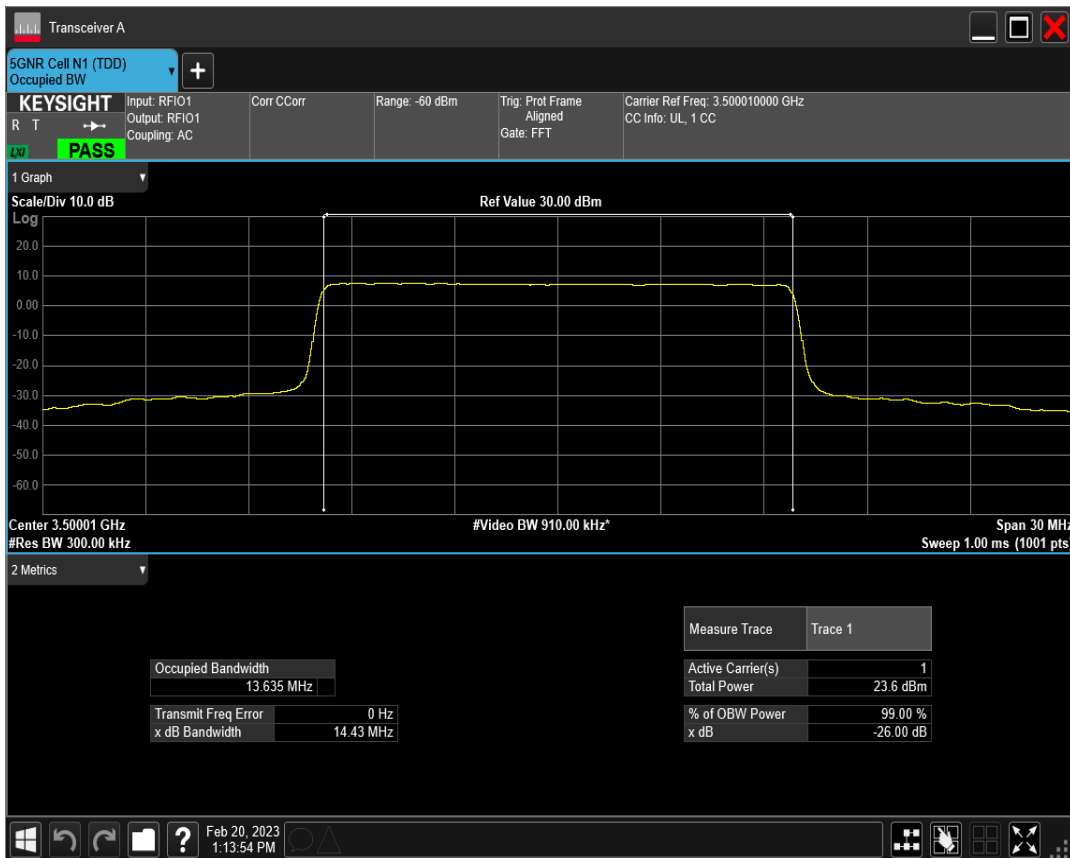 Transceiver A
5GNR Cell N1 (TDD)
Occupied BW
KEYSIGHT
R T
LXI
PASS
Input: RFIO1
Output: RFIO1
Coupling: AC
Corr CCorr
Range: -60 dBm
Trig: Prot Frame
Aligned
Gate: FFT
Carrier Ref Freq: 3.500010000 GHz
CC Info: UL, 1 CC
1 Graph
Scale/Div 10.0 dB
Ref Value 30.00 dBm
Log
20.0
10.0
0.00
-10.0
-20.0
-30.0
-40.0
-50.0
-60.0
Center 3.50001 GHz
#Video BW 910.00 kHz*
Span 30 MHz
#Res BW 300.00 kHz
Sweep 1.00 ms (1001 pts)
2 Metrics
Measure Trace Trace 1
Occupied Bandwidth
13.635 MHz
Active Carrier(s) 1
Total Power 23.6 dBm
Transmit Freq Error 0 Hz
x dB Bandwidth 14.43 MHz
% of OBW Power 99.00 %
x dB -26.00 dB
?
Feb 20, 2023
1:13:54 PM